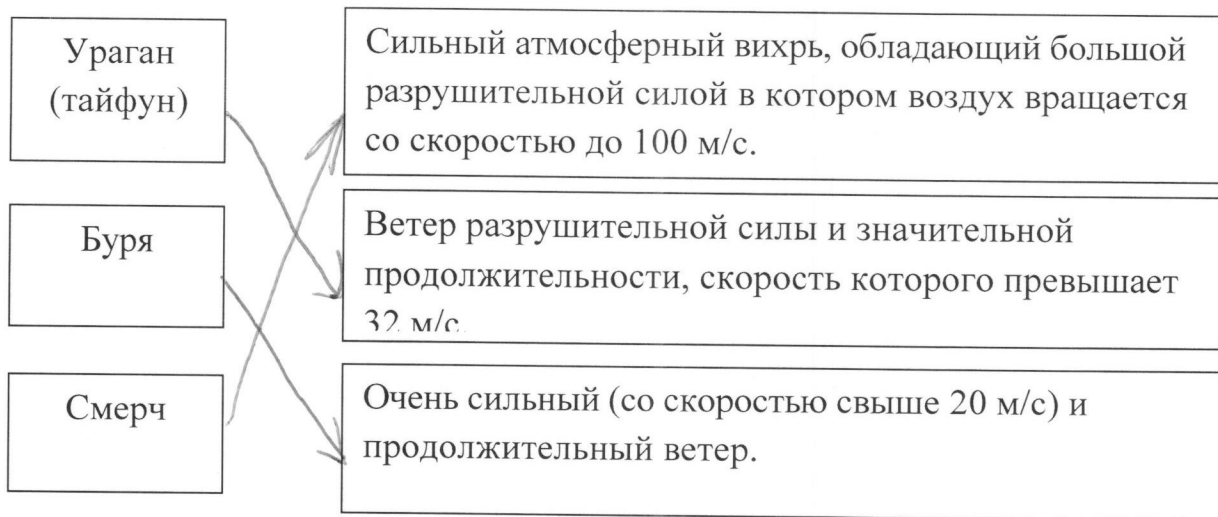 Ураган
(тайфун)
Сильный атмосферный вихрь, обладающий большой
разрушительной силой в котором воздух вращается
со скоростью до 100 м/с.
Буря
Ветер разрушительной силы и значительной
продолжительности, скорость которого превышает
32 м/с.
Смерч
Очень сильный (со скоростью свыше 20 м/с) и
продолжительный ветер.